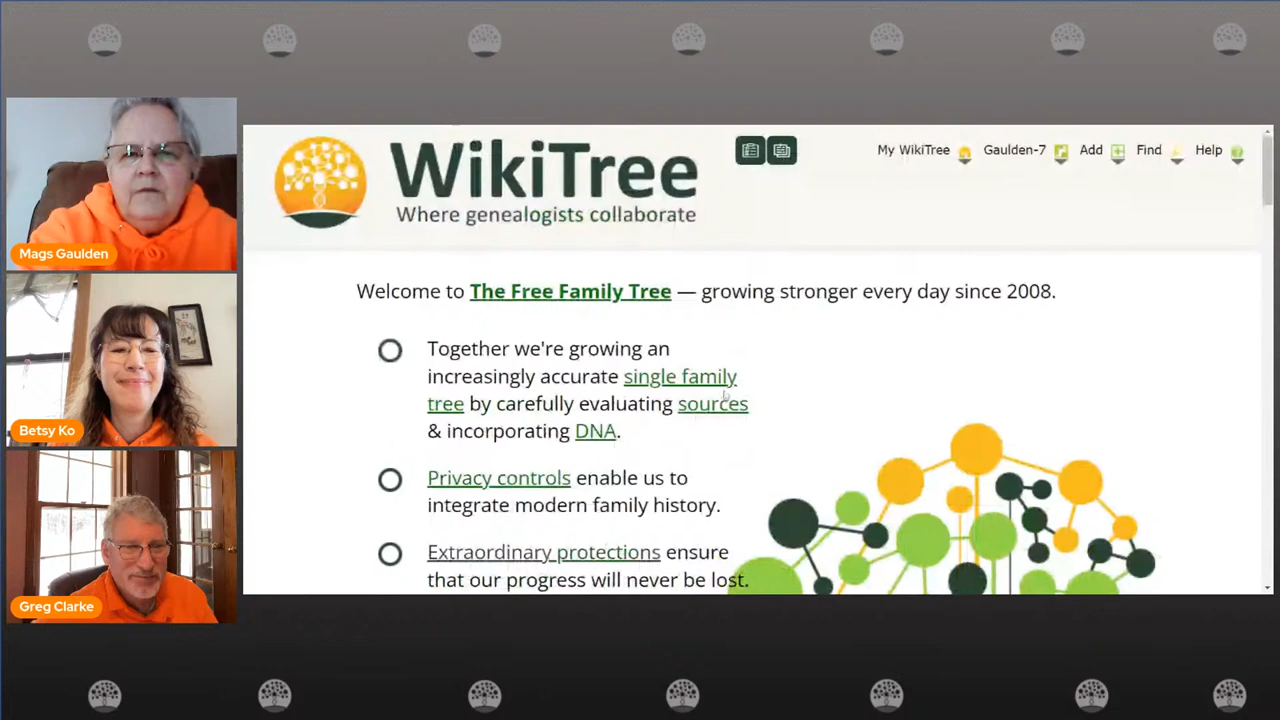 Mags Gaulden
Betsy Ko
Greg Clarke
WikiTree
Where genealogists collaborate
My WikiTree Gaulden-7 Add Find Help
Welcome to The Free Family Tree — growing stronger every day since 2008.
Together we're growing an
increasingly accurate single family
tree by carefully evaluating sources
& incorporating DNA.
Privacy controls enable us to
integrate modern family history.
Extraordinary protections ensure
that our progress will never be lost.